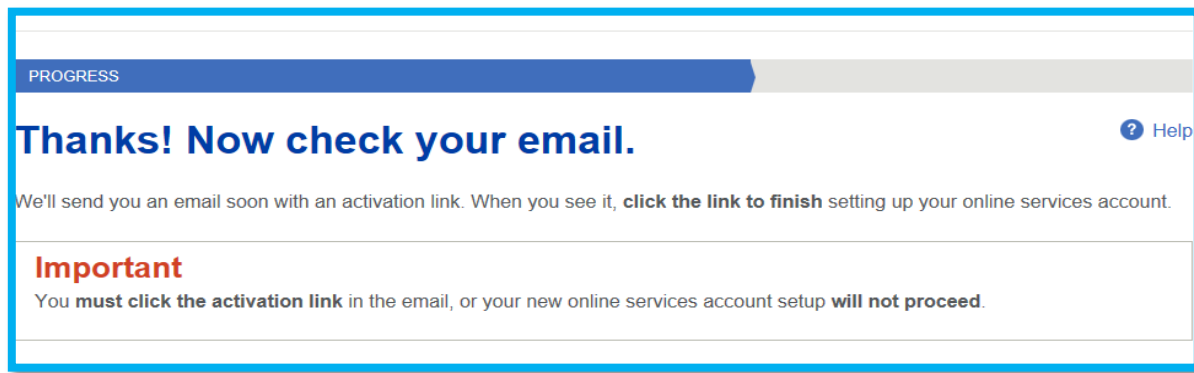 PROGRESS
Thanks! Now check your email.
Help
We'll send you an email soon with an activation link. When you see it, click the link to finish setting up your online services account.
Important
You must click the activation link in the email, or your new online services account setup will not proceed.